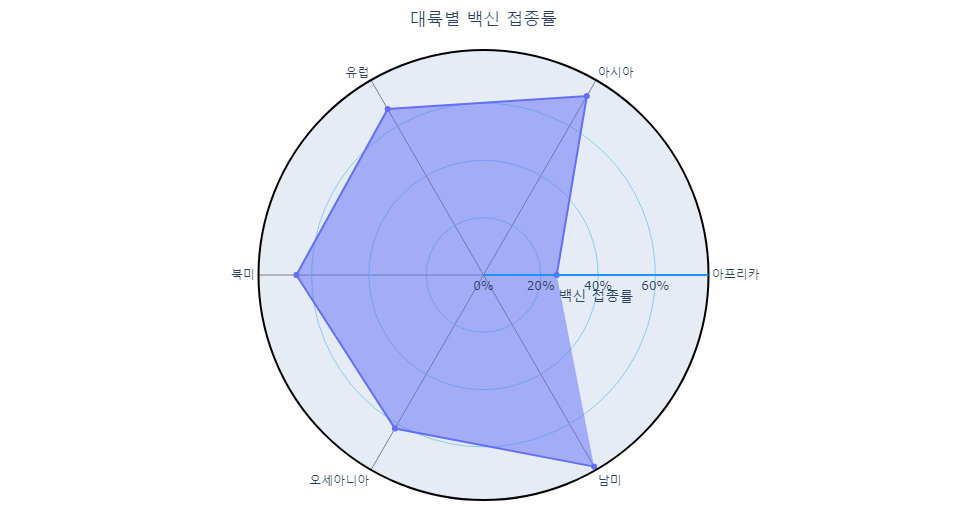 대륙별 백신 접종률
유럽
아시아
북미
아프리카
0%
20%
40%
60%
백신 접종률
오세아니아
남미